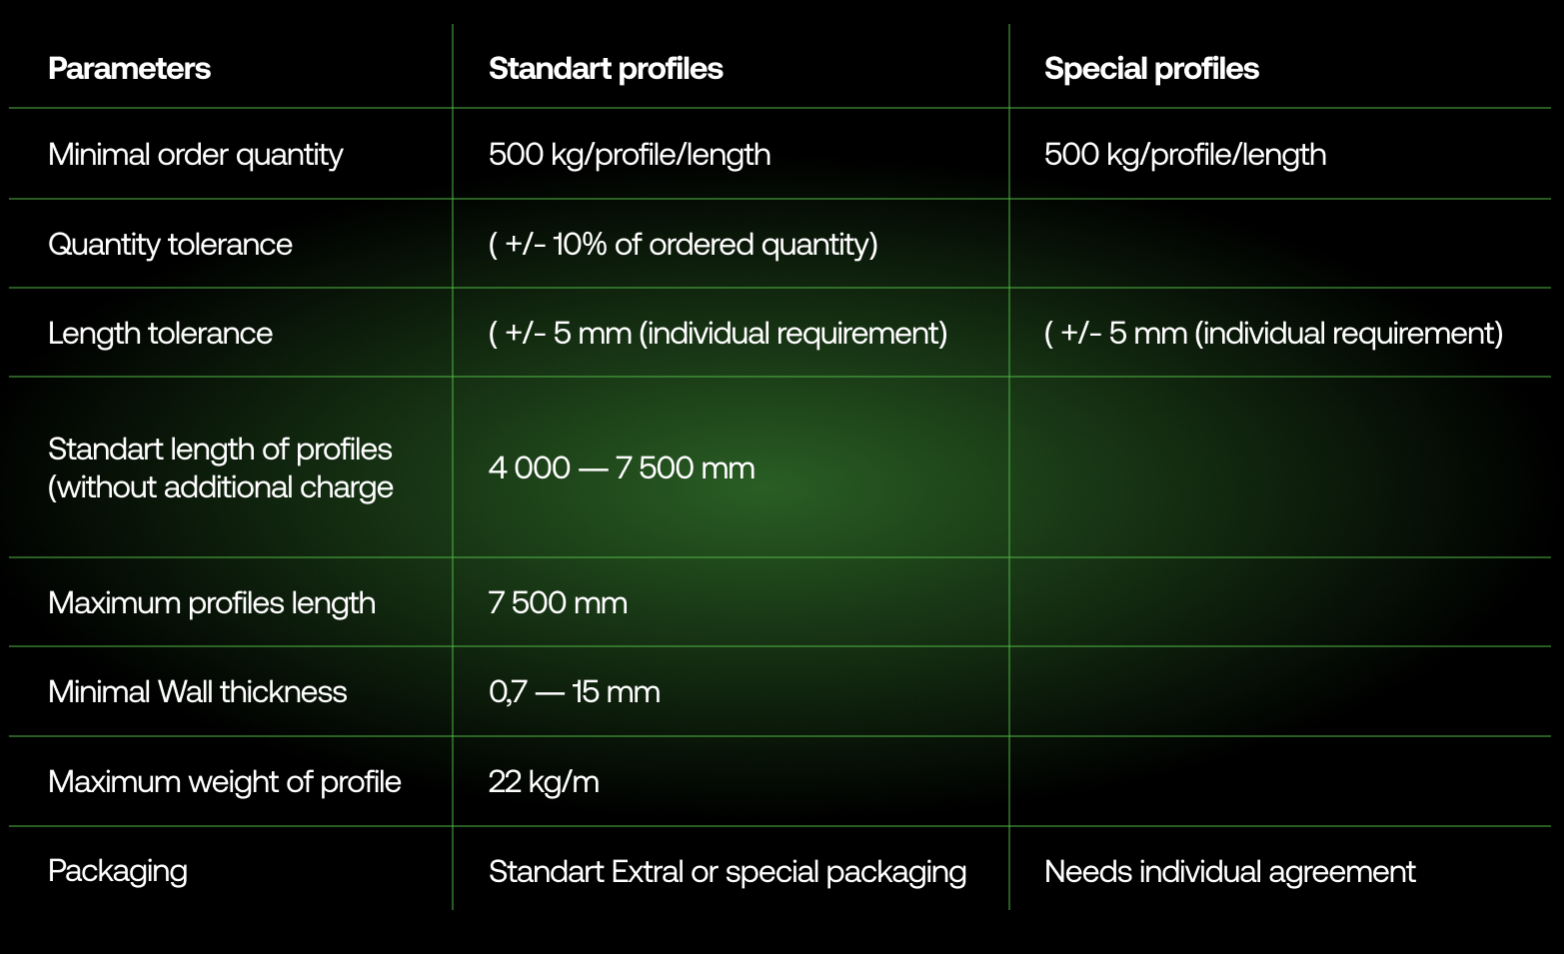 Parameters Standart profiles Special profiles
Minimal order quantity 500 kg/profile/length 500 kg/profile/length
Quantity tolerance ( +/- 10% of ordered quantity)
Length tolerance ( +/- 5 mm (individual requirement) ( +/- 5 mm (individual requirement)
Standart length of profiles
(without additional charge 4 000 — 7 500 mm
Maximum profiles length 7 500 mm
Minimal Wall thickness 0,7 — 15 mm
Maximum weight of profile 22 kg/m
Packaging Standart Extral or special packaging Needs individual agreement